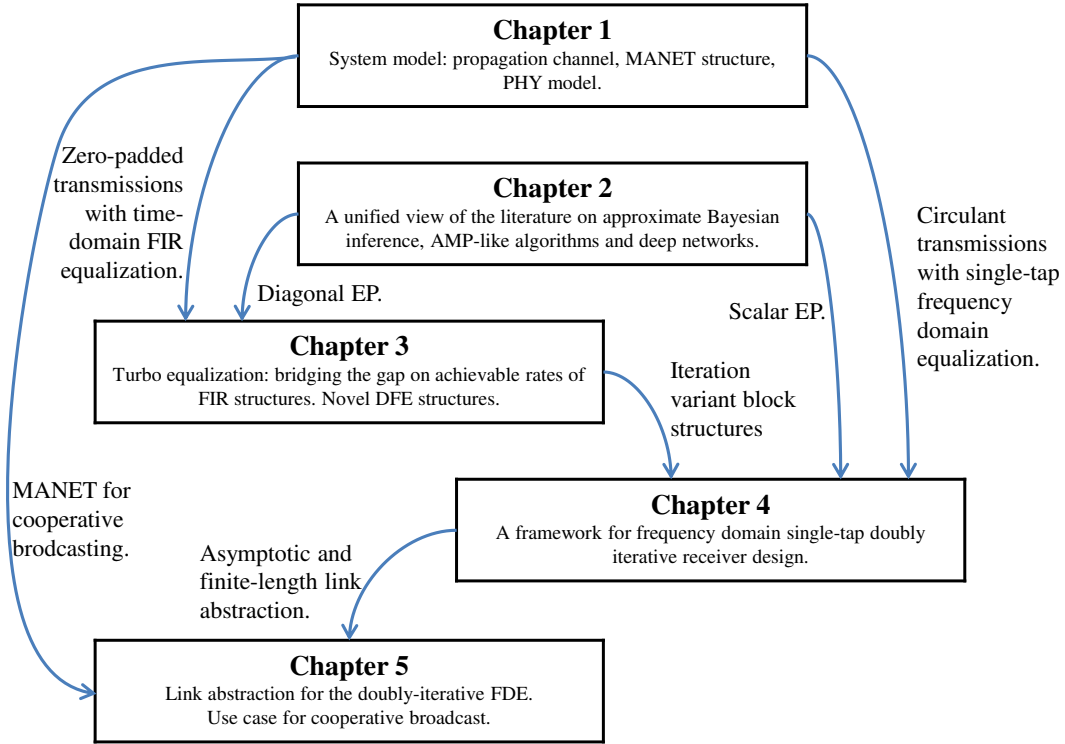 Chapter 1
System model: propagation channel, MANET structure,
PHY model.
Zero-padded
transmissions
with time-
domain FIR
equalization.
Chapter 2
A unified view of the literature on approximate Bayesian
inference, AMP-like algorithms and deep networks.
Circulant
transmissions
with single-tap
frequency
domain
equalization.
Diagonal EP.
Scalar EP.
Chapter 3
Turbo equalization: bridging the gap on achievable rates of
FIR structures. Novel DFE structures.
Iteration
variant block
structures
MANET for
cooperative
brodcasting.
Chapter 4
A framework for frequency domain single-tap doubly
iterative receiver design.
Asymptotic and
finite-length link
abstraction.
Chapter 5
Link abstraction for the doubly-iterative FDE.
Use case for cooperative broadcast.